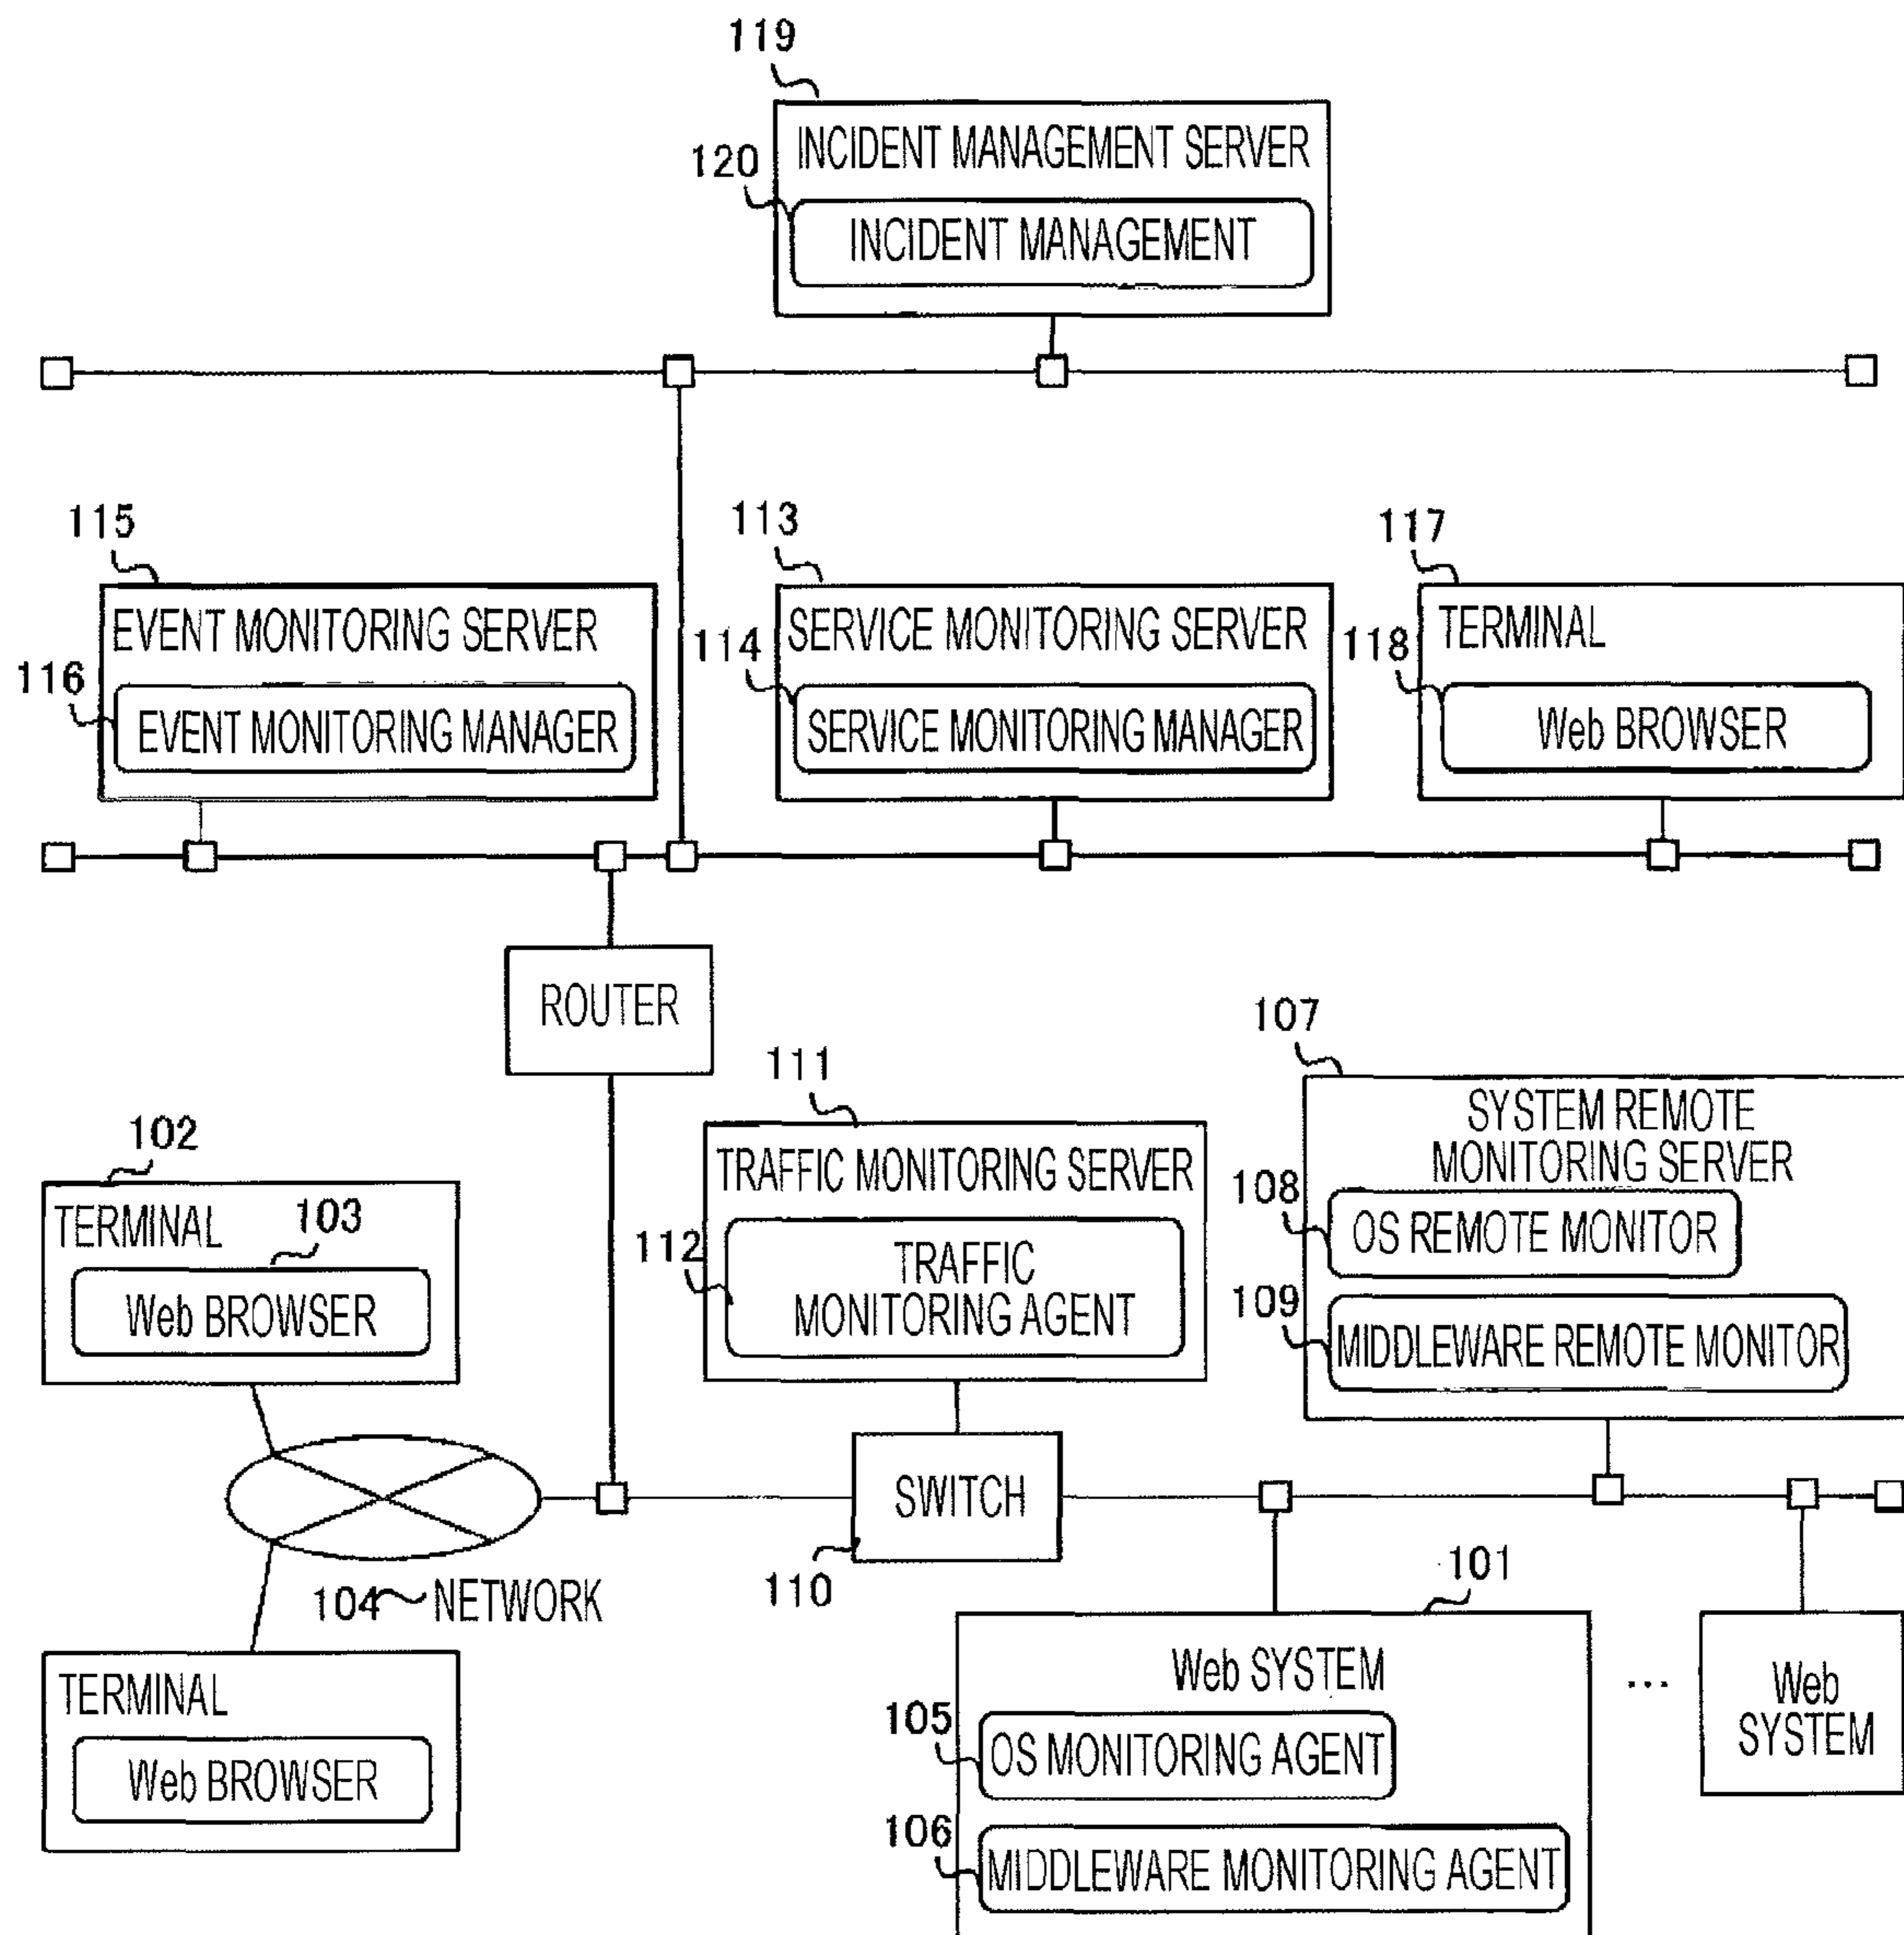 119
INCIDENT MANAGEMENT SERVER
120
INCIDENT MANAGEMENT
115
EVENT MONITORING SERVER
116
EVENT MONITORING MANAGER
113
SERVICE MONITORING SERVER
114
SERVICE MONITORING MANAGER
117
TERMINAL
118
Web BROWSER
ROUTER
102
TERMINAL
103
Web BROWSER
111
TRAFFIC MONITORING SERVER
112
TRAFFIC
MONITORING AGENT
107
SYSTEM REMOTE
MONITORING SERVER
108
OS REMOTE MONITOR
109
MIDDLEWARE REMOTE MONITOR
SWITCH
110
104 NETWORK
TERMINAL
Web BROWSER
101
Web SYSTEM
105
OS MONITORING AGENT
106
MIDDLEWARE MONITORING AGENT
...
Web
SYSTEM